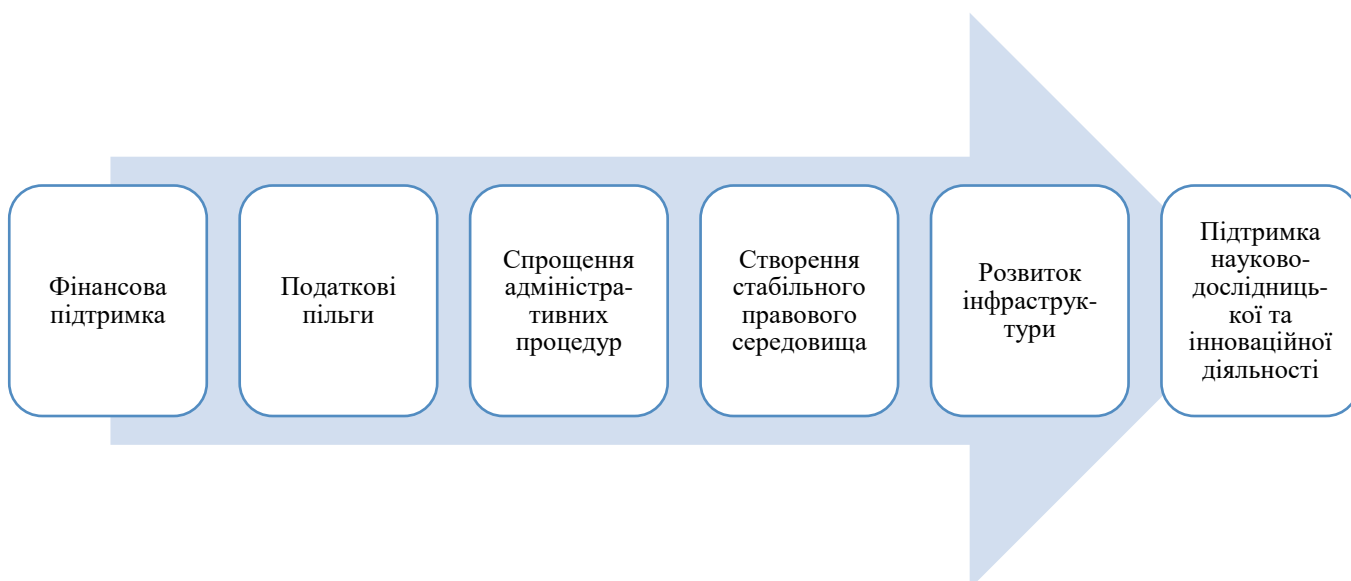 Фінансова
підтримка
Податкові
пільги
Спрощення
адміністра-
тивних
процедур
Створення
стабільного
правового
середовища
Розвиток
інфраструк-
тури
Підтримка
науково-
дослідниць-
кої та
інноваційної
діяльності